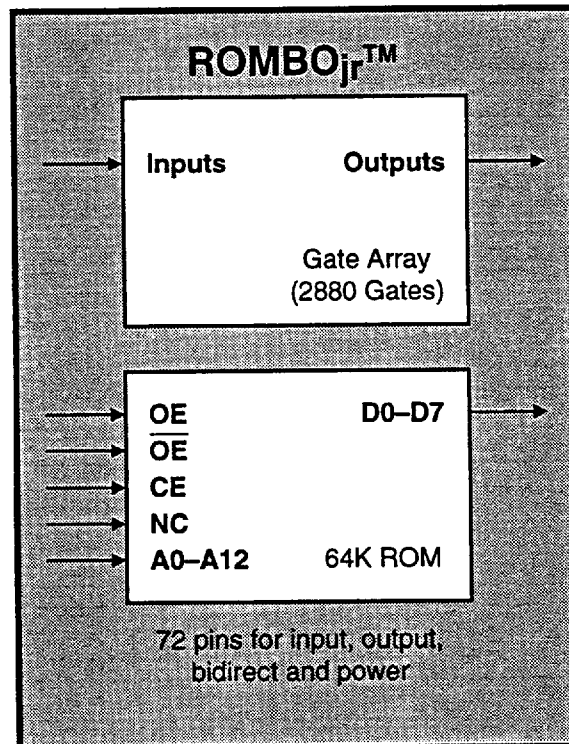 ROMBOjr™
Inputs Outputs
Gate Array
(2880 Gates)
OE D0–D7
O̅E̅
CE
NC
A0–A12 64K ROM
72 pins for input, output,
bidirect and power